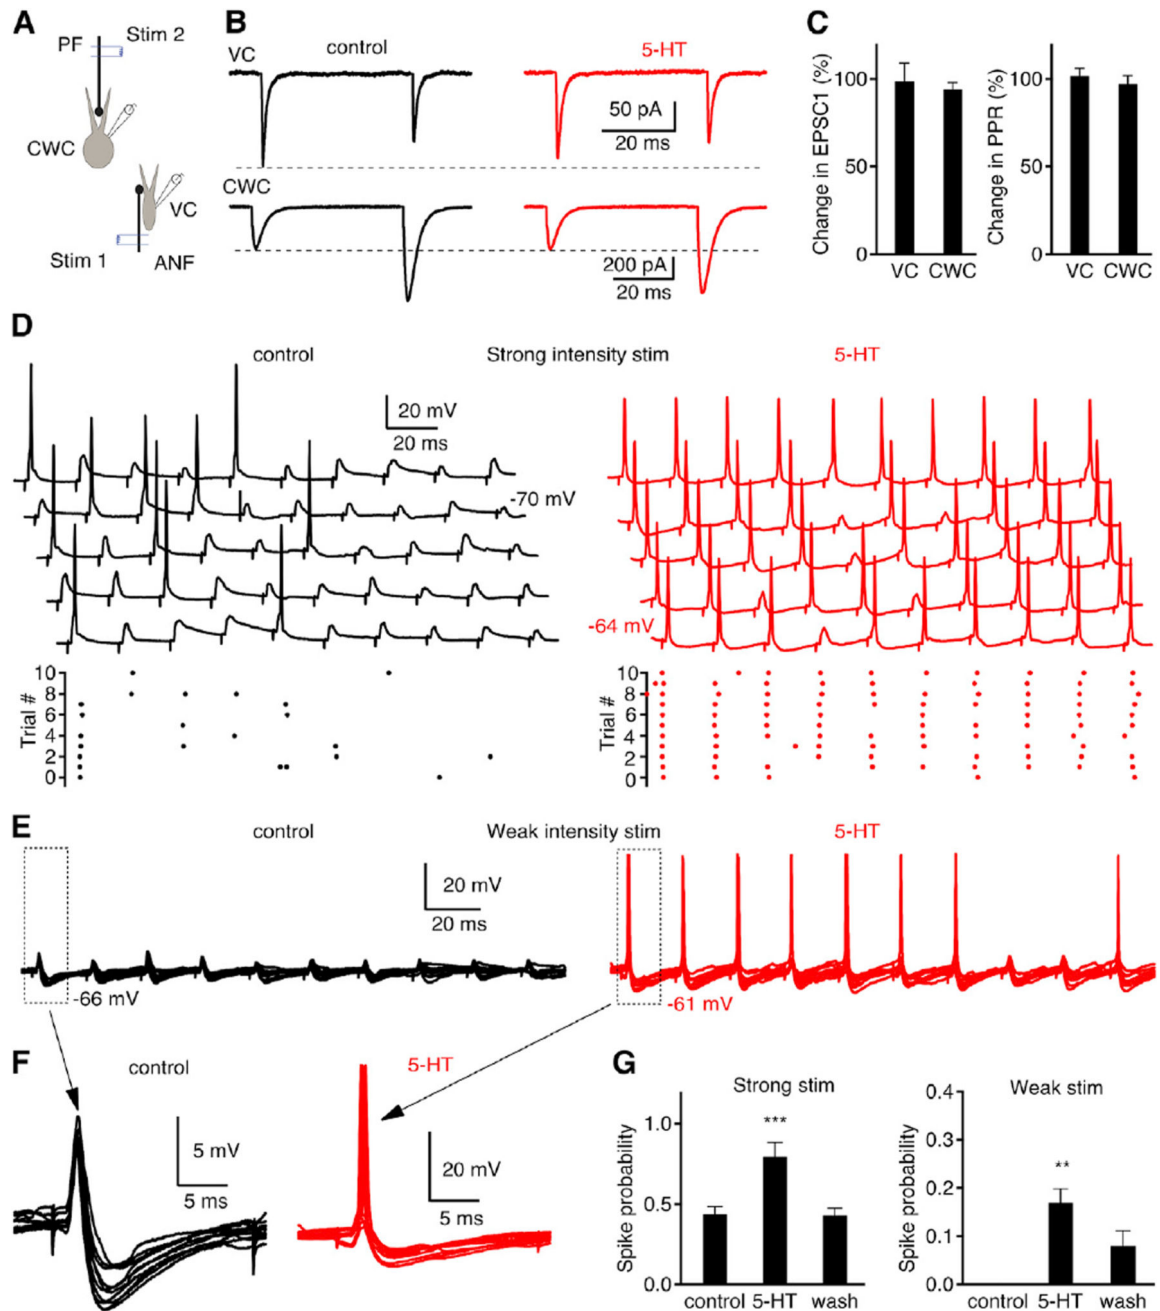 A
PF
Stim 2
CWC
VC
Stim 1
ANF
B
VC
control
5-HT
50 pA
20 ms
CWC
200 pA
20 ms
C
Change in EPSC1 (%)
100
50
0
VC CWC
Change in PPR (%)
100
50
0
VC CWC
D
control
Strong intensity stim
5-HT
20 mV
20 ms
-70 mV
-64 mV
Trial #
10
8
6
4
2
0
Trial #
10
8
6
4
2
0
E
control
Weak intensity stim
5-HT
20 mV
20 ms
-66 mV
-61 mV
F
control
5-HT
5 mV
5 ms
20 mV
5 ms
G
Strong stim
Spike probability
1.0
0.5
0.0
***
control 5-HT wash
Weak stim
Spike probability
0.4
0.3
0.2
0.1
0.0
**
control 5-HT wash